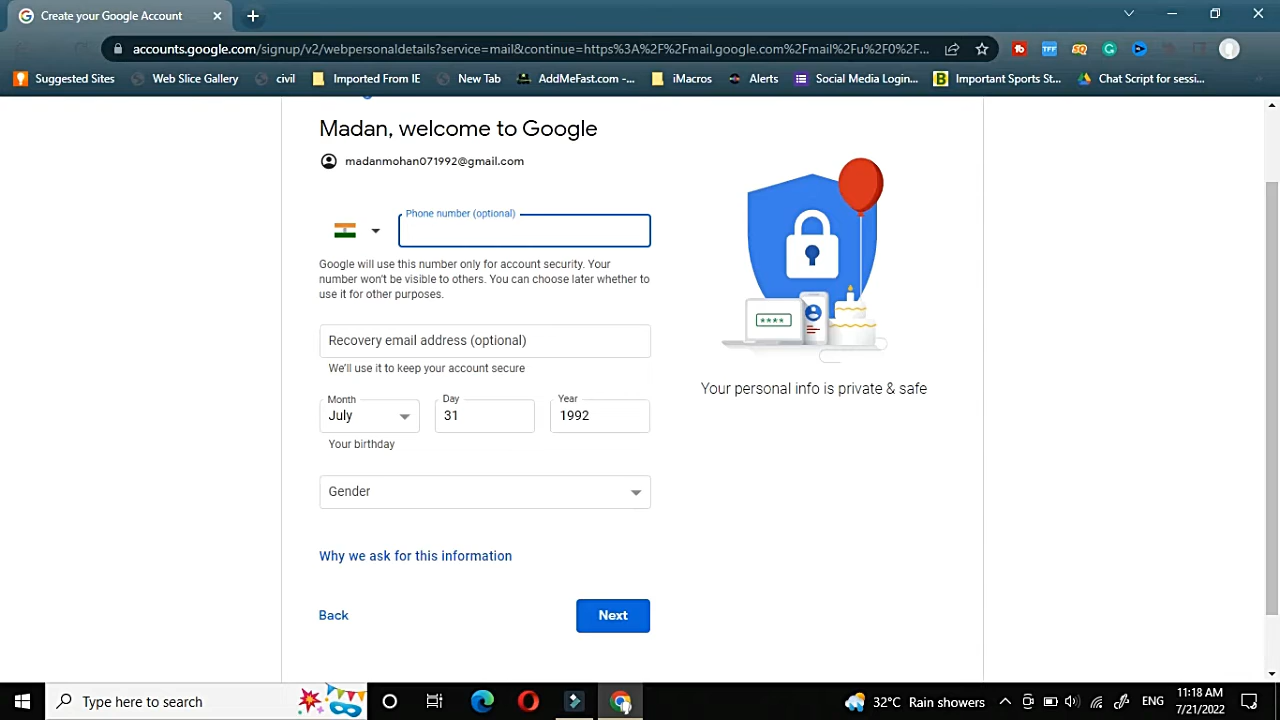 Create your Google Account
accounts.google.com/signup/v2/webpersonaldetails?service=mail&continue=https%3A%2F%2Fmail.google.com%2Fmail%2Fu%2F0%2F...
Suggested Sites
Web Slice Gallery
civil
Imported From IE
New Tab
AddMeFast.com -...
iMacros
Alerts
Social Media Login...
Important Sports St...
Chat Script for sessi...
Madan, welcome to Google
madanmohan071992@gmail.com
Phone number (optional)
Google will use this number only for account security. Your
number won't be visible to others. You can choose later whether to
use it for other purposes.
Recovery email address (optional)
We'll use it to keep your account secure
Month
Day
Year
July
31
1992
Your birthday
Gender
Why we ask for this information
Back
Next
****
Your personal info is private & safe
Type here to search
32°C Rain showers
ENG
11:18 AM
7/21/2022